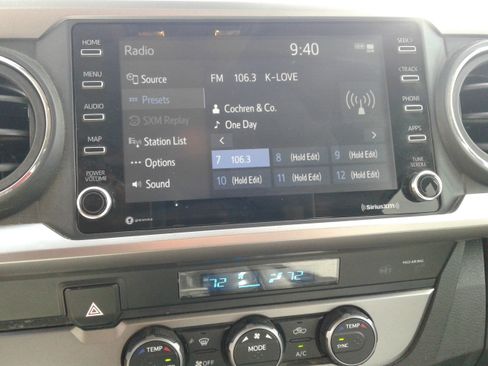 HOME
MENU
AUDIO
MAP
POWER
VOLUME
Radio
9:40
Source
Presets
SXM Replay
Station List
Options
Sound
FM 106.3 K-LOVE
Cochren & Co.
One Day
7 106.3
8 (Hold Edit)
9 (Hold Edit)
10 (Hold Edit)
11 (Hold Edit)
12 (Hold Edit)
SEEK >
< TRACK
PHONE
APPS
TUNE
SCROLL
SiriusXM
72
72
TEMP
OFF
MODE
A/C
TEMP
SYNC